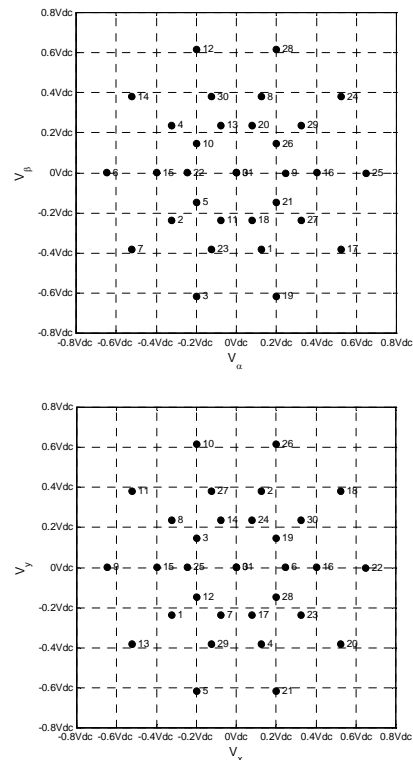 0.8Vdc
12
28
0.6Vdc
14
30
8
24
0.4Vdc
4
13
20
29
0.2Vdc
10
26
Vβ
0Vdc
6
15
22
0
31
9
16
25
5
21
-0.2Vdc
2
11
18
27
-0.4Vdc
7
23
1
17
-0.6Vdc
3
19
-0.8Vdc
-0.8Vdc -0.6Vdc -0.4Vdc -0.2Vdc 0Vdc 0.2Vdc 0.4Vdc 0.6Vdc 0.8Vdc
Vα
0.8Vdc
10
26
0.6Vdc
11
27
2
18
0.4Vdc
8
14
24
30
0.2Vdc
3
19
Vy
0Vdc
9
15
25
0
31
6
16
22
12
28
-0.2Vdc
1
7
17
23
-0.4Vdc
13
29
4
20
-0.6Vdc
5
21
-0.8Vdc
-0.8Vdc -0.6Vdc -0.4Vdc -0.2Vdc 0Vdc 0.2Vdc 0.4Vdc 0.6Vdc 0.8Vdc
Vx